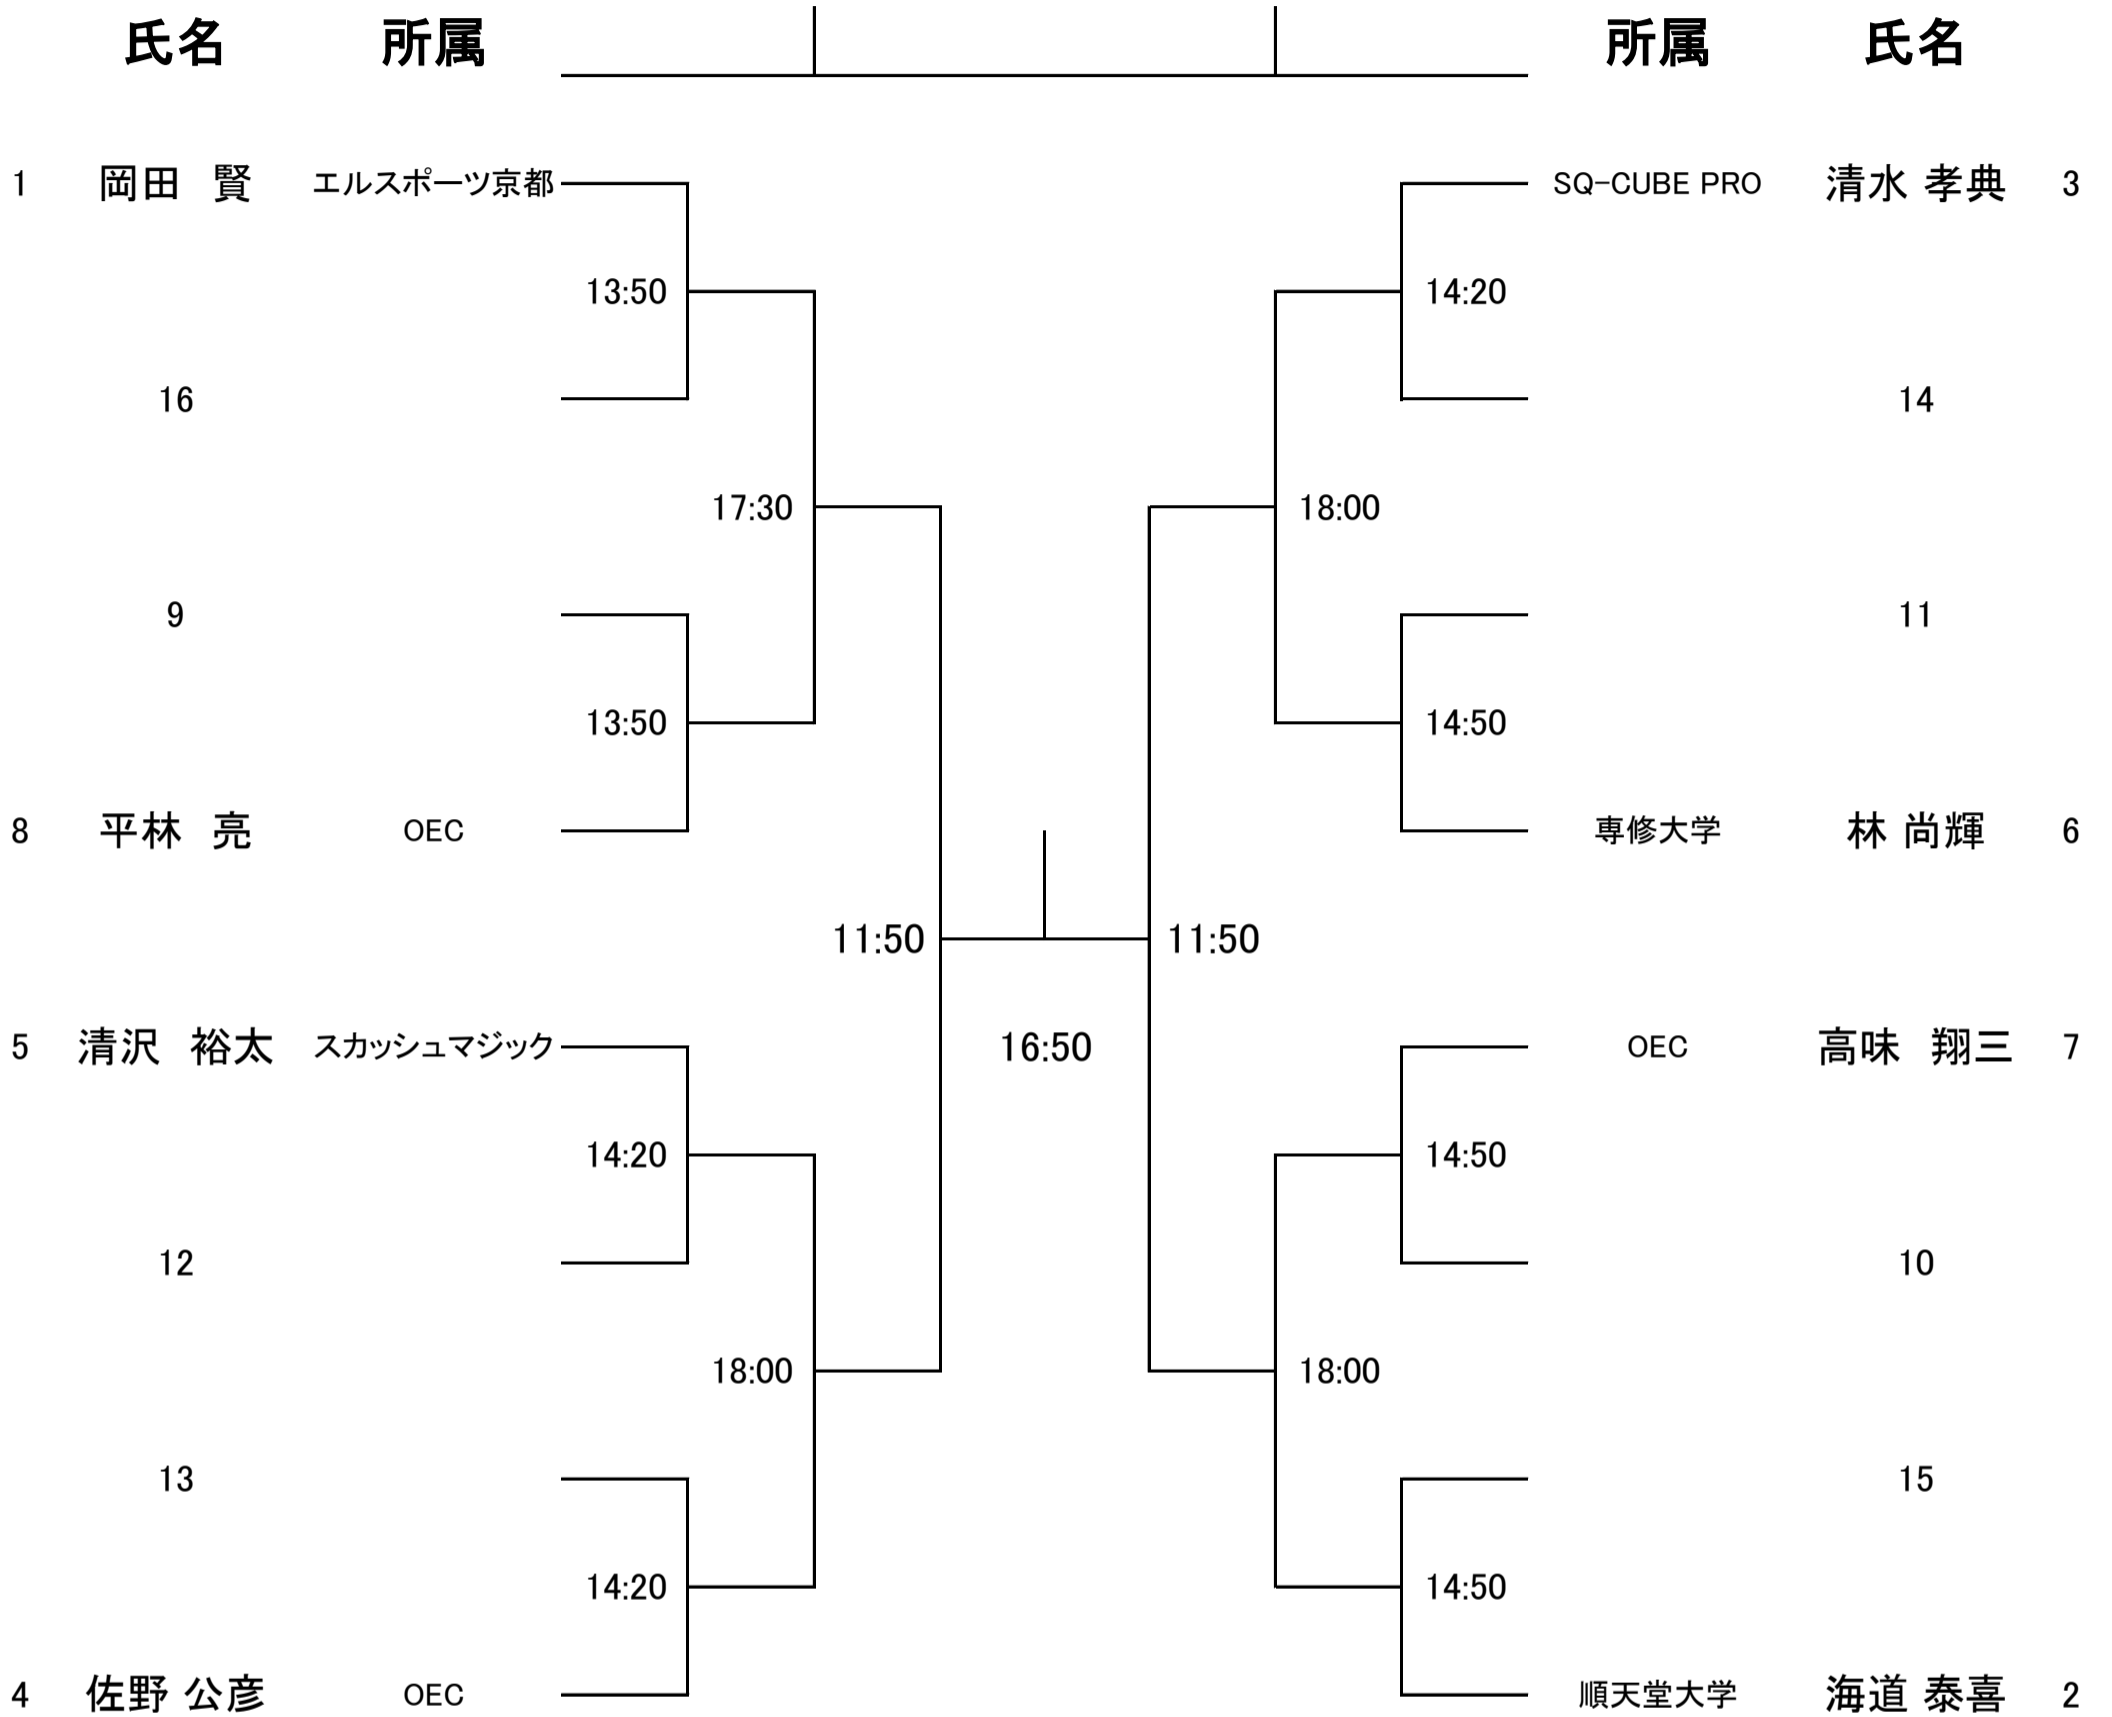 氏名 所属 所属 氏名
1 岡田 賢 エルスポーツ京都 SQ-CUBE PRO 清水 孝典 3
13:50 14:20
16 14
17:30 18:00
9 11
13:50 14:50
8 平林 亮 OEC 専修大学 林 尚輝 6
11:50 11:50
5 清沢 裕太 スカッシュマジック 16:50 OEC 高味 翔三 7
14:20 14:50
12 10
18:00 18:00
13 15
14:20 14:50
4 佐野 公彦 OEC 順天堂大学 海道 泰喜 2